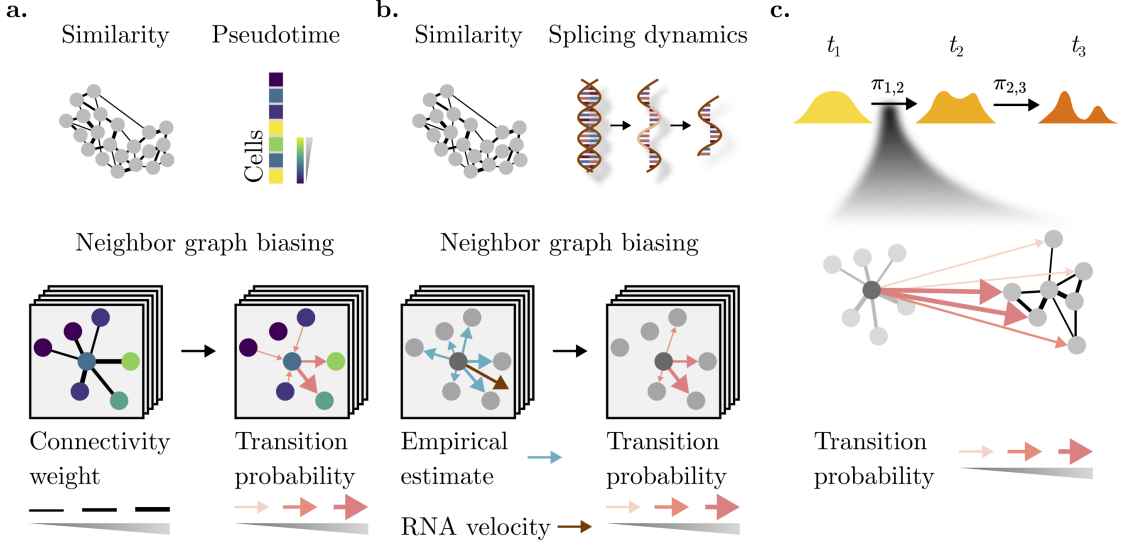 a.
Similarity Pseudotime
Cells
Neighbor graph biasing
Connectivity
weight
Transition
probability
b.
Similarity Splicing dynamics
Neighbor graph biasing
Empirical
estimate
RNA velocity
Transition
probability
c.
t₁ t₂ t₃
π₁,₂ π₂,₃
Transition
probability